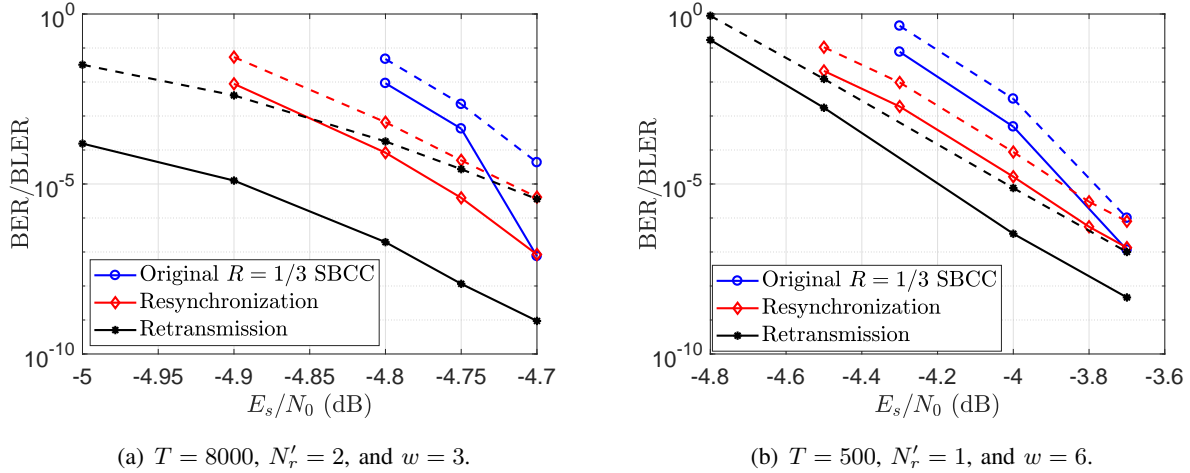 10^0
10^-5
10^-10
BER/BLER
Original R = 1/3 SBCC
Resynchronization
Retransmission
-5 -4.95 -4.9 -4.85 -4.8 -4.75 -4.7
E_s/N_0 (dB)
(a) T = 8000, N'_r = 2, and w = 3.
10^0
10^-5
10^-10
BER/BLER
Original R = 1/3 SBCC
Resynchronization
Retransmission
-4.8 -4.6 -4.4 -4.2 -4 -3.8 -3.6
E_s/N_0 (dB)
(b) T = 500, N'_r = 1, and w = 6.